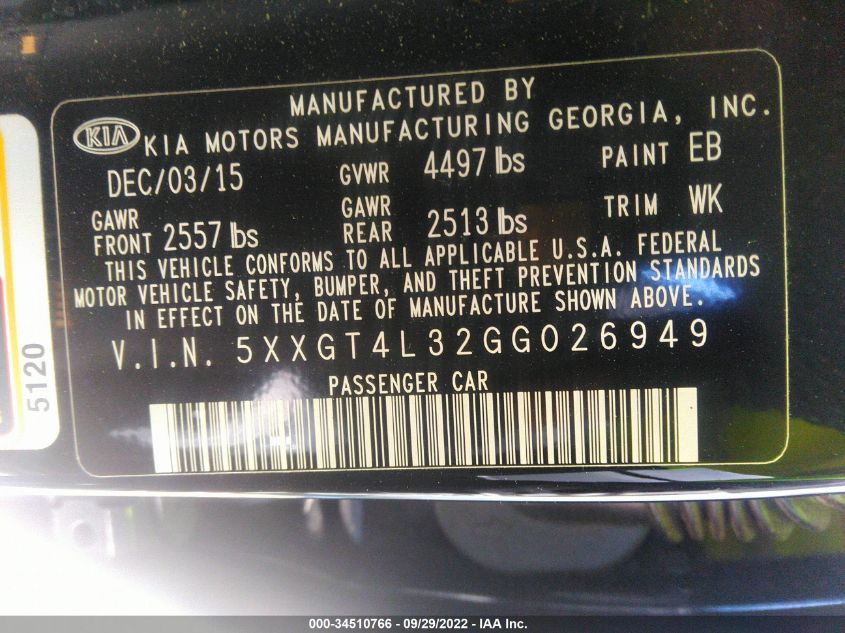 MANUFACTURED BY
KIA KIA MOTORS MANUFACTURING GEORGIA, INC.
DEC/03/15 GVWR 4497 lbs PAINT EB
GAWR FRONT 2557 lbs GAWR REAR 2513 lbs TRIM WK
THIS VEHICLE CONFORMS TO ALL APPLICABLE U.S.A. FEDERAL
MOTOR VEHICLE SAFETY, BUMPER, AND THEFT PREVENTION STANDARDS
IN EFFECT ON THE DATE OF MANUFACTURE SHOWN ABOVE.
V.I.N. 5XXGT4L32GG026949
PASSENGER CAR
5120
000-34510766 - 09/29/2022 - IAA Inc.